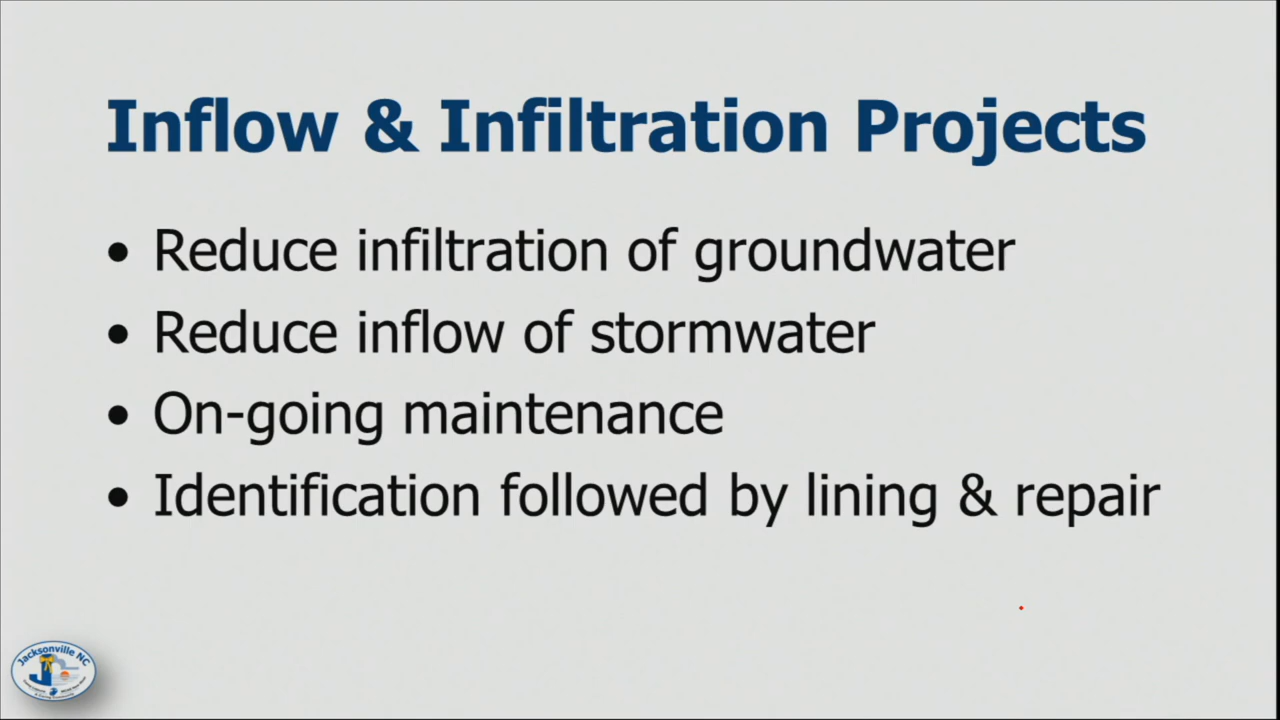 Inflow & Infiltration Projects
• Reduce infiltration of groundwater
• Reduce inflow of stormwater
• On-going maintenance
• Identification followed by lining & repair
Jacksonville NC